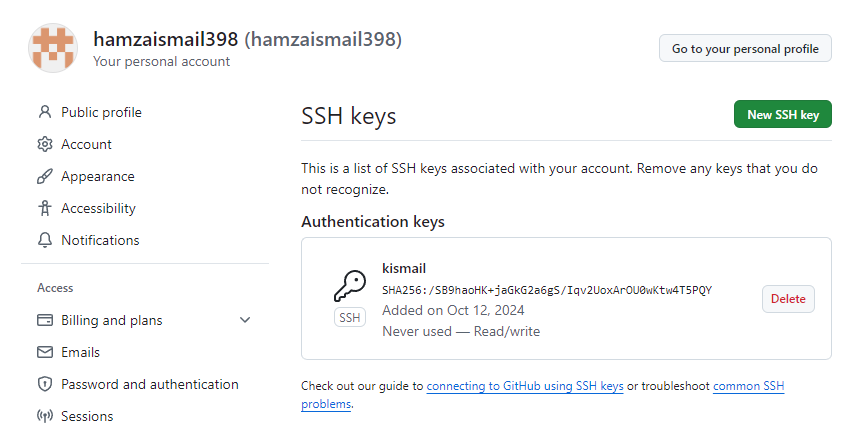 hamzaismail398 (hamzaismail398)
Your personal account
Go to your personal profile
Public profile
Account
Appearance
Accessibility
Notifications
Access
Billing and plans
Emails
Password and authentication
Sessions
SSH keys
New SSH key
This is a list of SSH keys associated with your account. Remove any keys that you do
not recognize.
Authentication keys
kismail
SHA256:/SB9haoHK+jaGkG2a6gS/Iqv2UoxArOU0wKtw4T5PQY
Added on Oct 12, 2024
Never used — Read/write
SSH
Delete
Check out our guide to connecting to GitHub using SSH keys or troubleshoot common SSH
problems.